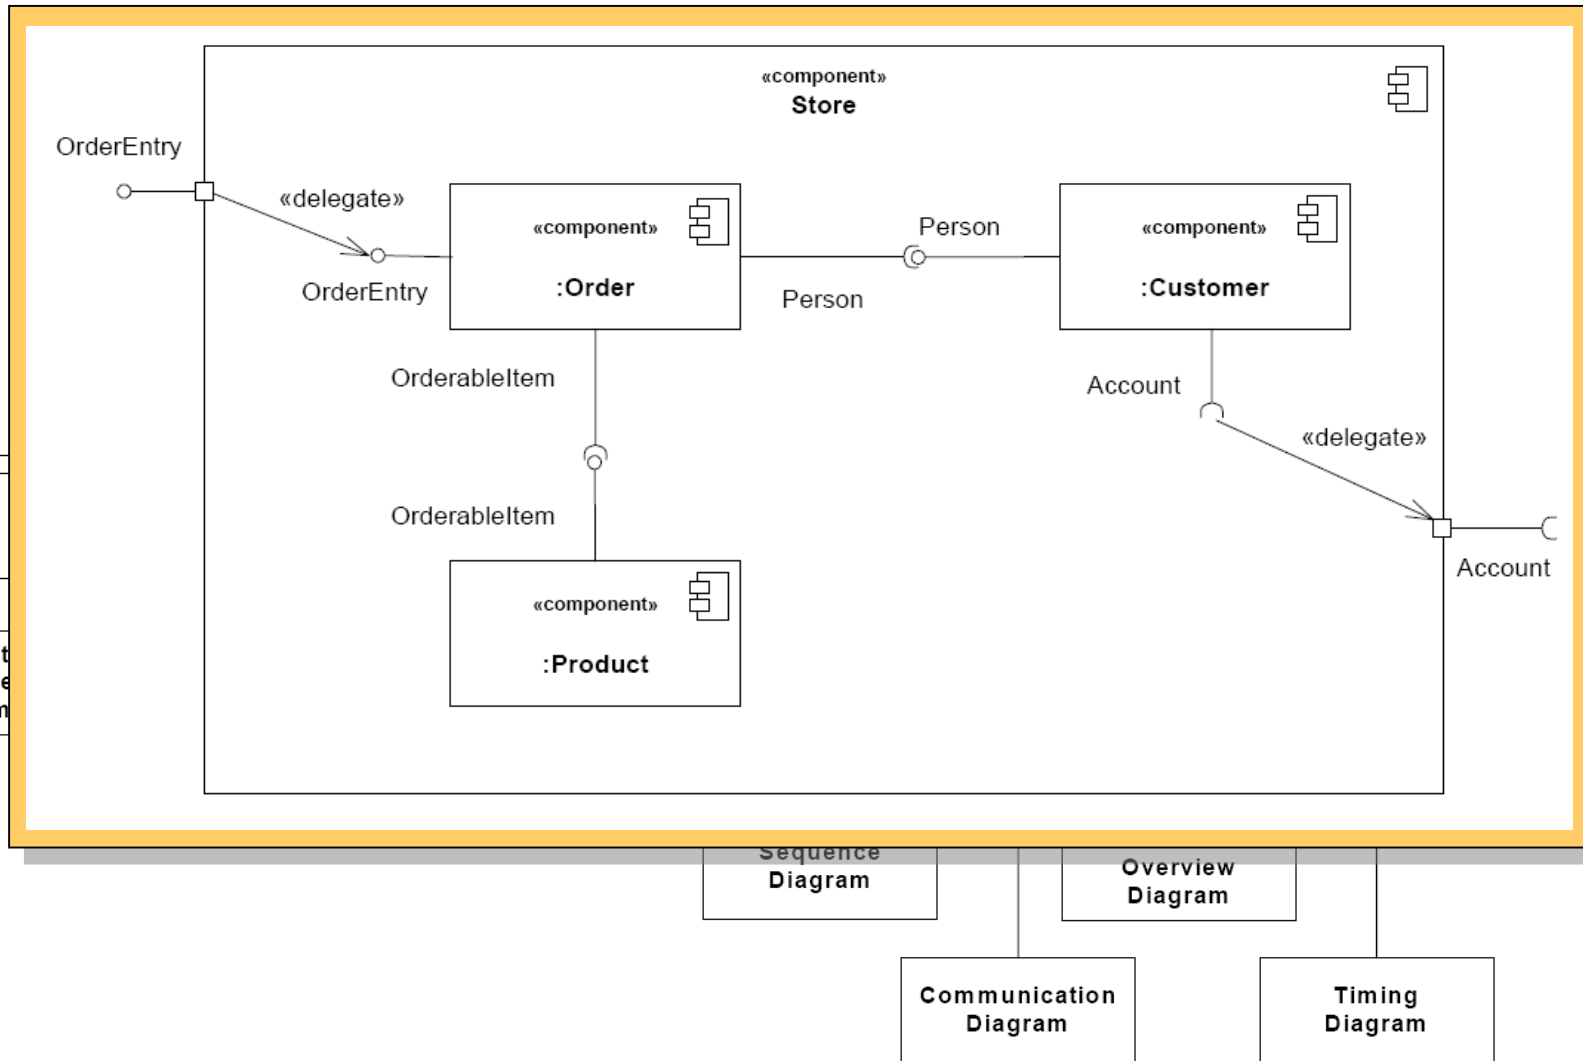 «component»
Store
OrderEntry
«delegate»
OrderEntry
«component»
:Order
Person
Person
«component»
:Customer
OrderableItem
Account
«delegate»
OrderableItem
Account
«component»
:Product
Sequence
Diagram
Overview
Diagram
Communication
Diagram
Timing
Diagram